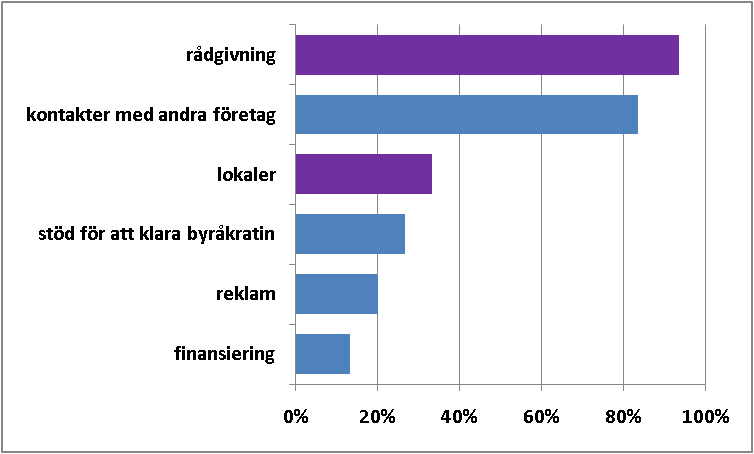 rådgivning
kontakter med andra företag
lokaler
stöd för att klara byråkratin
reklam
finansiering
0% 20% 40% 60% 80% 100%